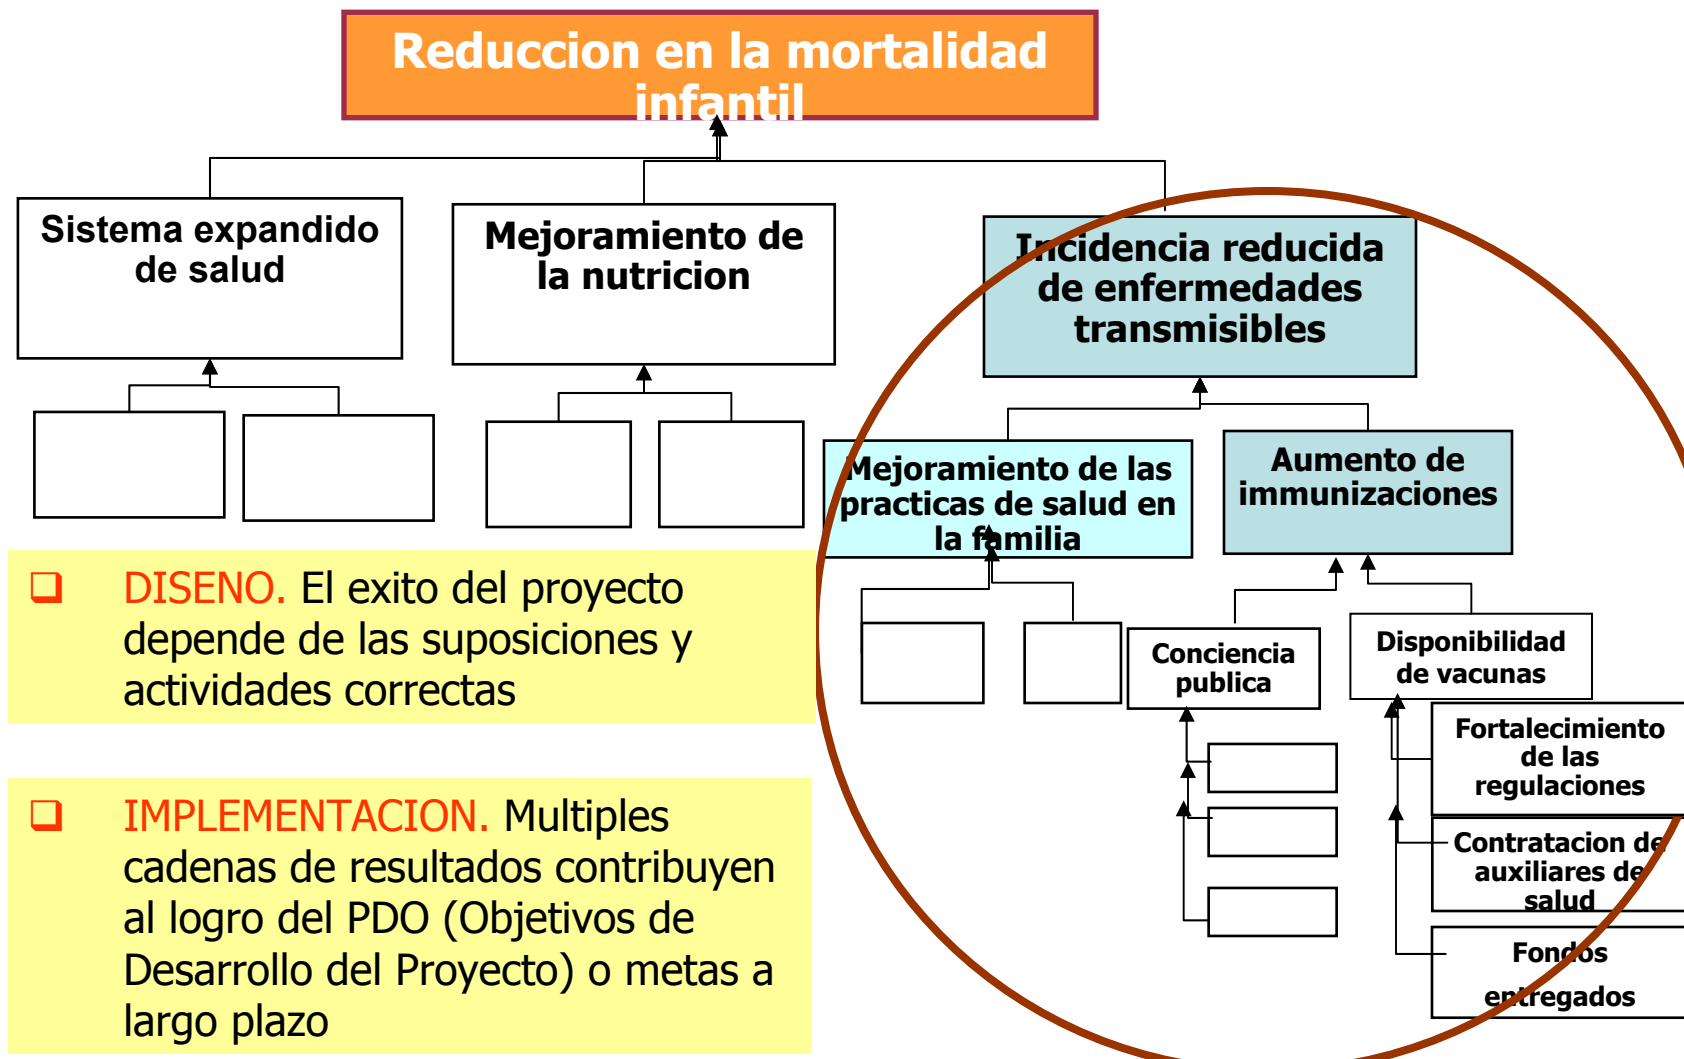 Reduccion en la mortalidad
infantil
Sistema expandido
de salud
Mejoramiento de
la nutricion
Incidencia reducida
de enfermedades
transmisibles
Mejoramiento de las
practicas de salud en
la familia
Aumento de
immunizaciones
❑ DISENO. El exito del proyecto
depende de las suposiciones y
actividades correctas
Conciencia
publica
Disponibilidad
de vacunas
Fortalecimiento
de las
regulaciones
Contratacion de
auxiliares de
salud
Fondos
entregados
❑ IMPLEMENTACION. Multiples
cadenas de resultados contribuyen
al logro del PDO (Objetivos de
Desarrollo del Proyecto) o metas a
largo plazo